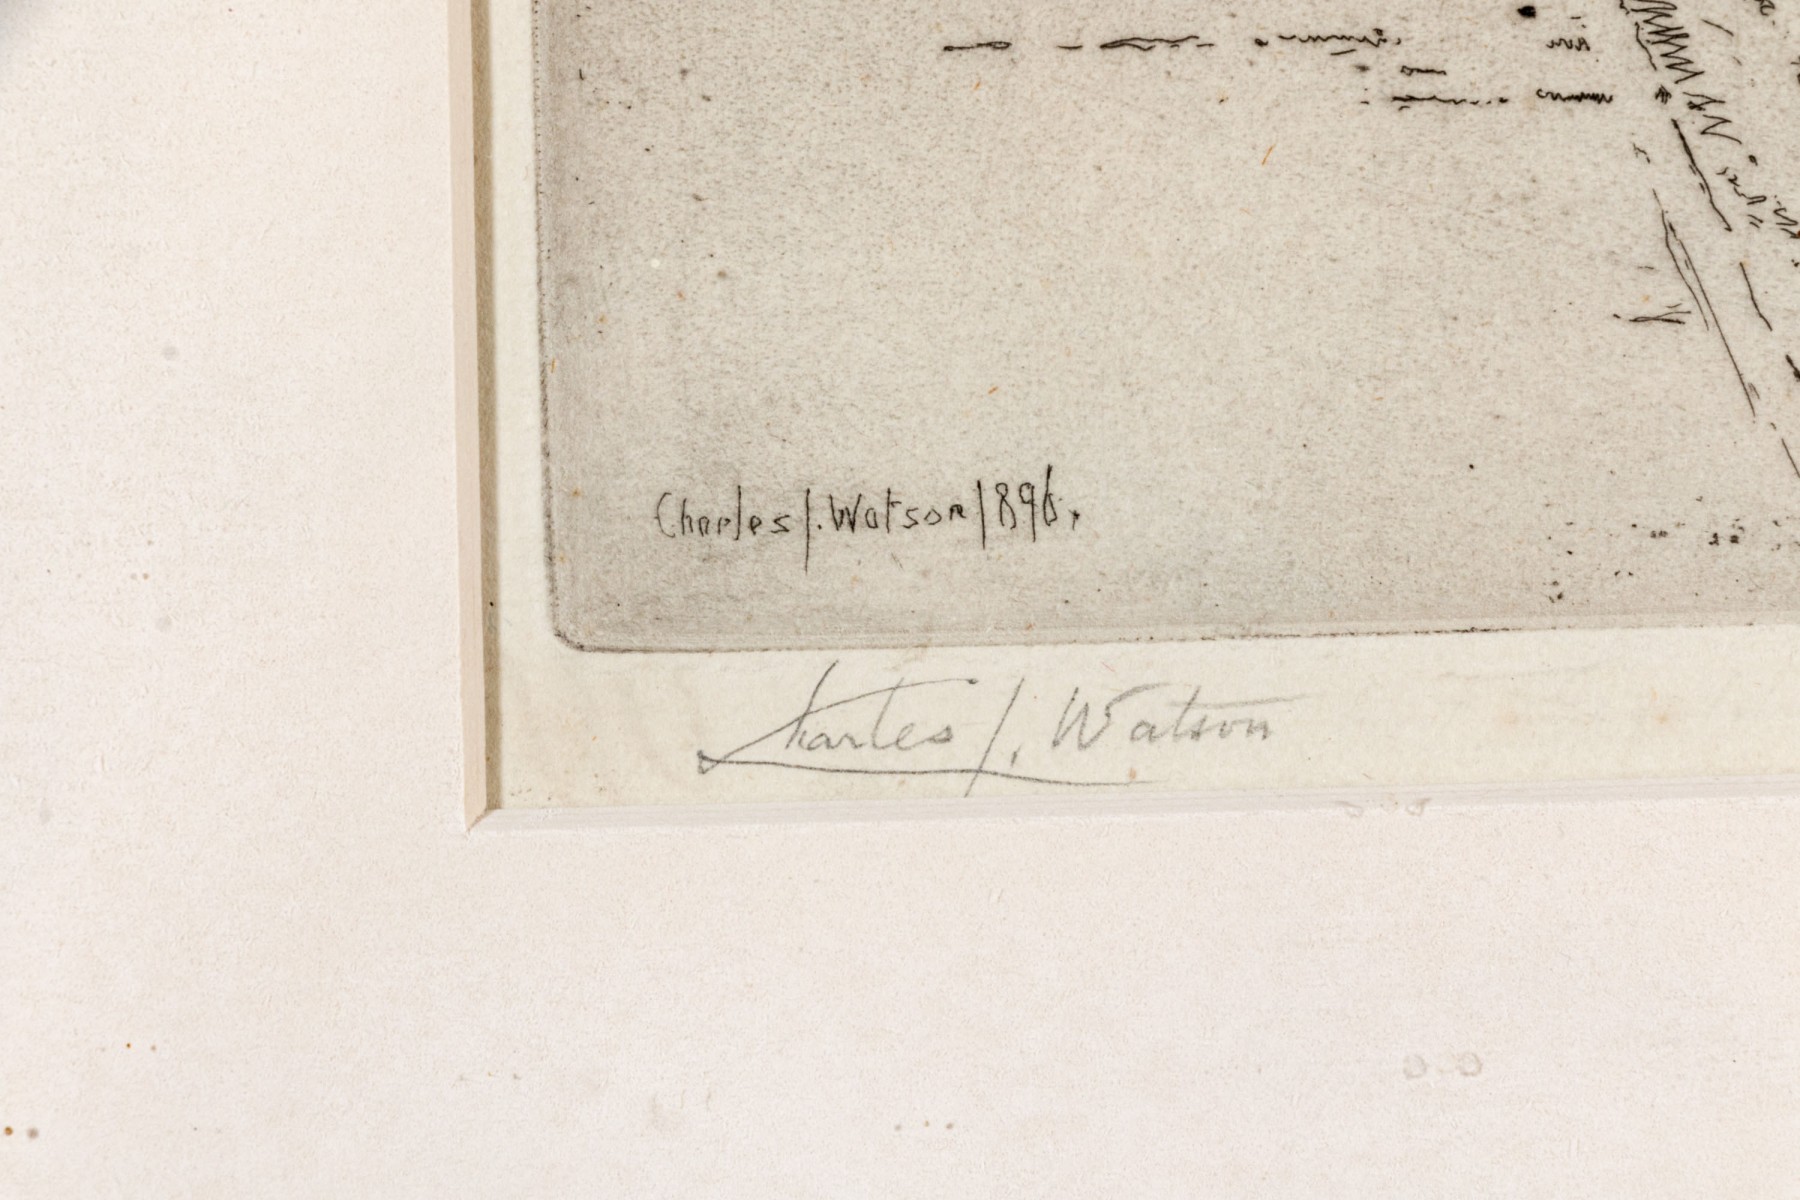 Charles J. Watson 1896.
Charles J. Watson